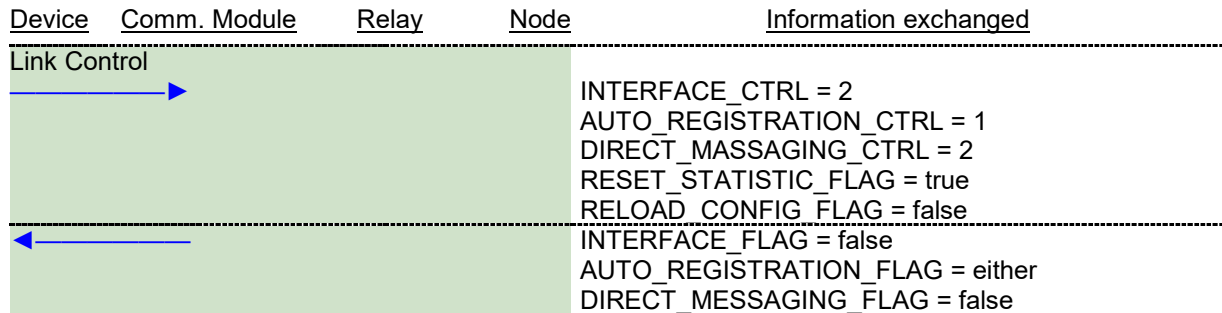 Device Comm. Module Relay Node Information exchanged
Link Control
INTERFACE_CTRL = 2
AUTO_REGISTRATION_CTRL = 1
DIRECT_MASSAGING_CTRL = 2
RESET_STATISTIC_FLAG = true
RELOAD_CONFIG_FLAG = false
INTERFACE_FLAG = false
AUTO_REGISTRATION_FLAG = either
DIRECT_MESSAGING_FLAG = false